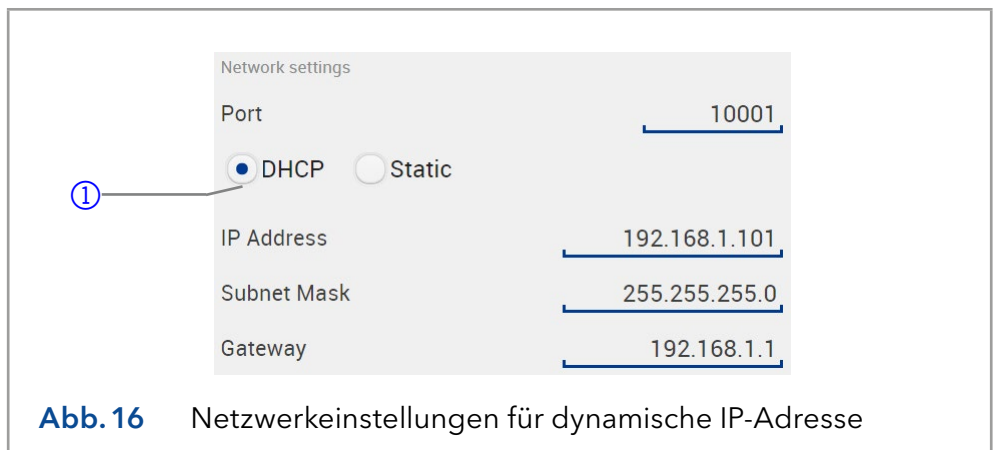 Network settings
Port 10001
DHCP Static
①
IP Address 192.168.1.101
Subnet Mask 255.255.255.0
Gateway 192.168.1.1
Abb. 16 Netzwerkeinstellungen für dynamische IP-Adresse